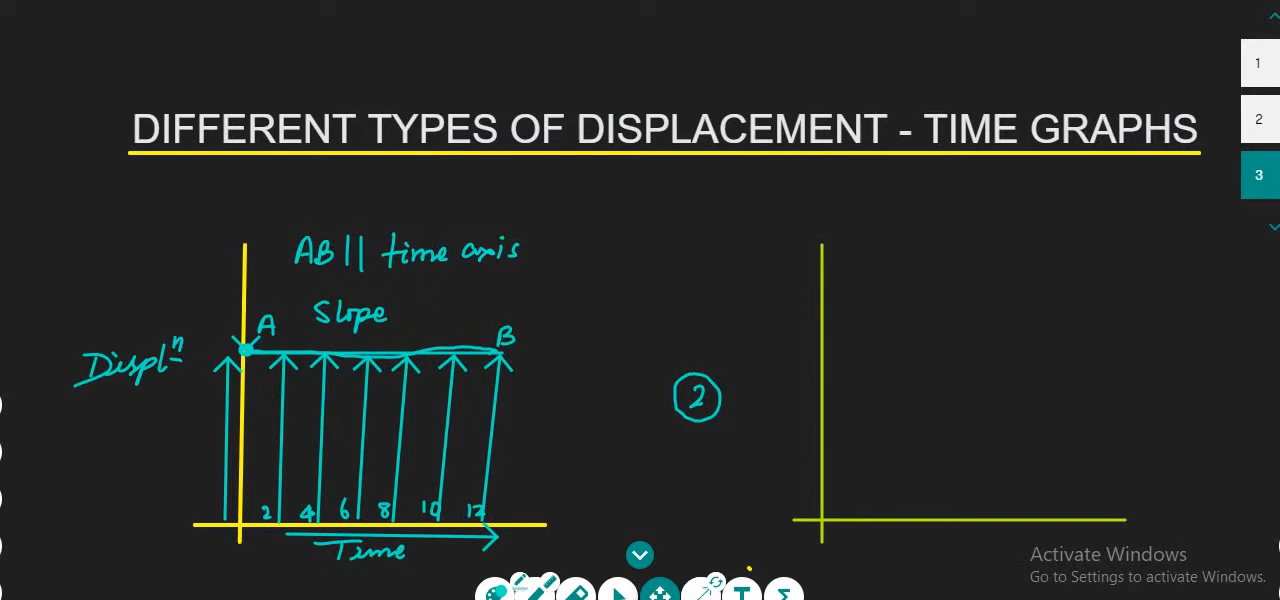 DIFFERENT TYPES OF DISPLACEMENT - TIME GRAPHS
1
2
3
AB || time axis
Slope
A
B
Displⁿ
2
2 4 6 8 10 12
Time
T
Σ
Activate Windows
Go to Settings to activate Windows.